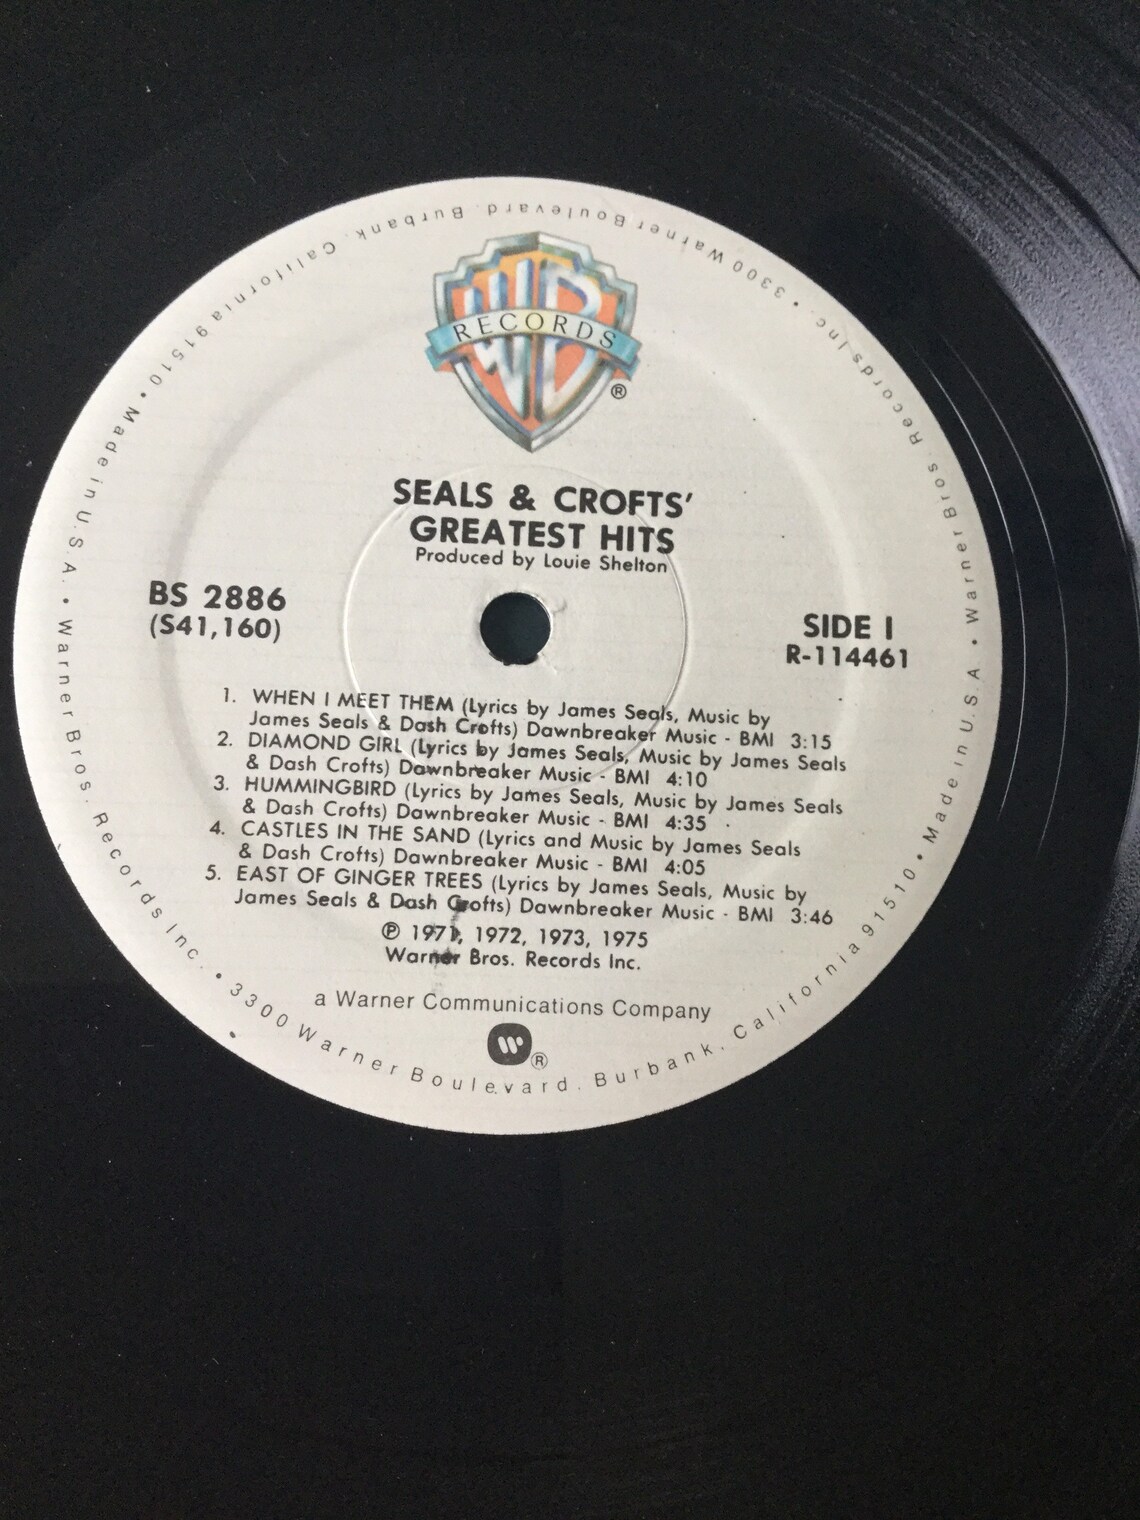 WB
RECORDS
®
SEALS & CROFTS'
GREATEST HITS
Produced by Louie Shelton
BS 2886
(S41,160)
SIDE I
R-114461
1. WHEN I MEET THEM (Lyrics by James Seals, Music by
James Seals & Dash Crofts) Dawnbreaker Music - BMI 3:15
2. DIAMOND GIRL (Lyrics by James Seals, Music by James Seals
& Dash Crofts) Dawnbreaker Music - BMI 4:10
3. HUMMINGBIRD (Lyrics by James Seals, Music by James Seals
& Dash Crofts) Dawnbreaker Music - BMI 4:35
4. CASTLES IN THE SAND (Lyrics and Music by James Seals
& Dash Crofts) Dawnbreaker Music - BMI 4:05
5. EAST OF GINGER TREES (Lyrics by James Seals, Music by
James Seals & Dash Crofts) Dawnbreaker Music - BMI 3:46
℗ 1971, 1972, 1973, 1975
Warner Bros. Records Inc.
a Warner Communications Company
®
Warner Bros. Records Inc. • 3300 Warner Boulevard. Burbank. California 91510 • Made in U.S.A • Warner Bros. Records Inc. • 3300 Warner Boulevard. Burbank. California 91510 • Made in U.S.A. •